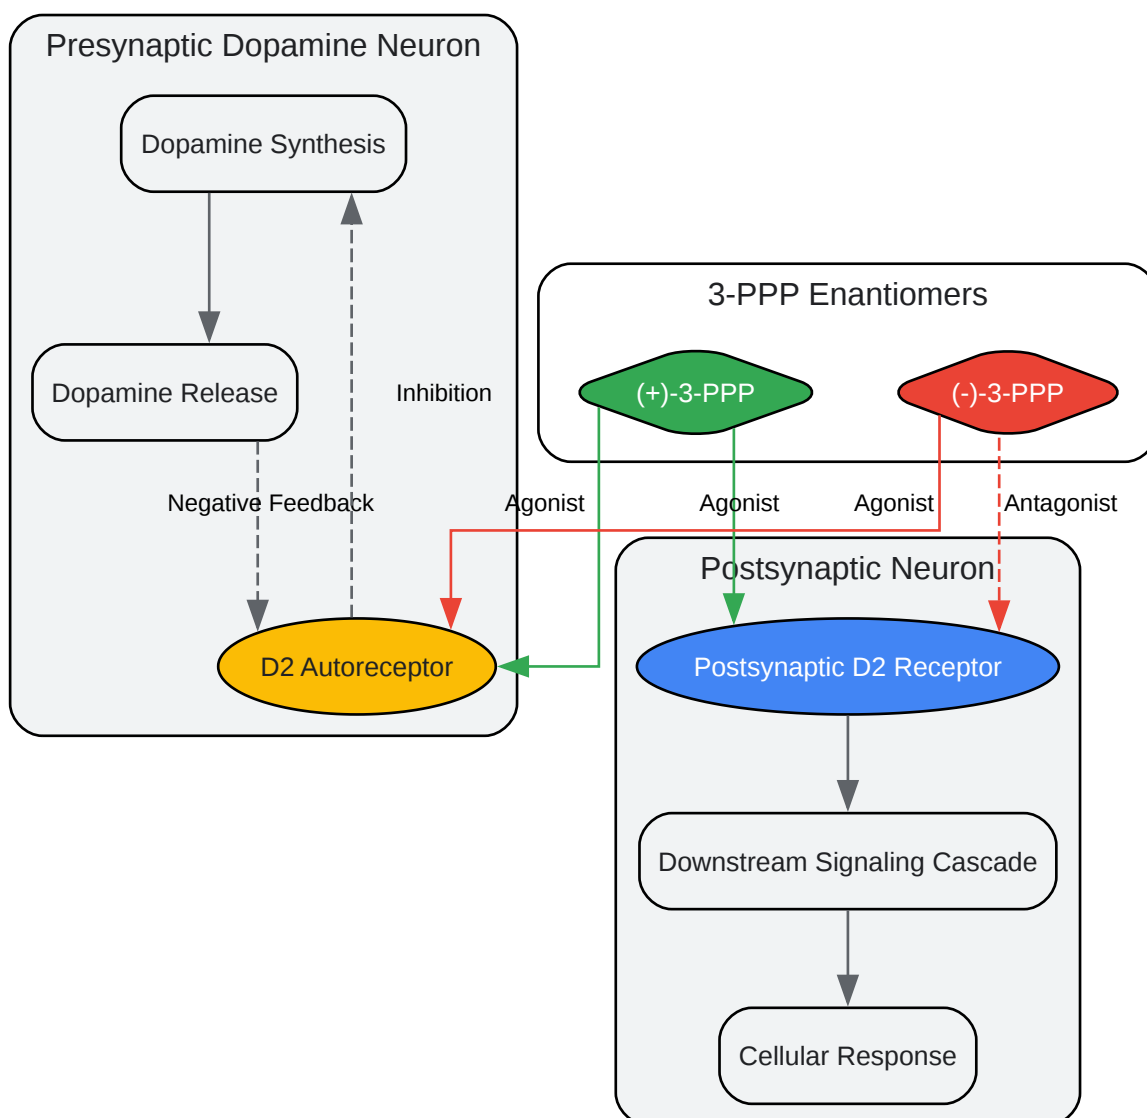 Presynaptic Dopamine Neuron
Dopamine Synthesis
3-PPP Enantiomers
Dopamine Release
Inhibition
(+)-3-PPP
(-)-3-PPP
Negative Feedback
Agonist
Agonist
Agonist
Antagonist
Postsynaptic Neuron
D2 Autoreceptor
Postsynaptic D2 Receptor
Downstream Signaling Cascade
Cellular Response